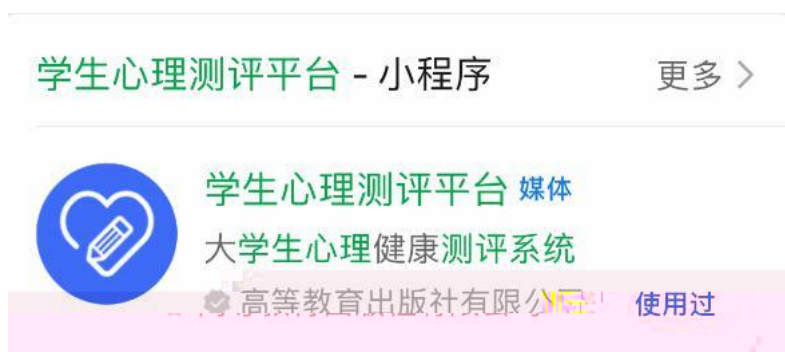 学生心理测评平台 - 小程序 更多
学生心理测评平台 媒体
大学生心理健康测评系统
高等教育出版社有限公司 使用过